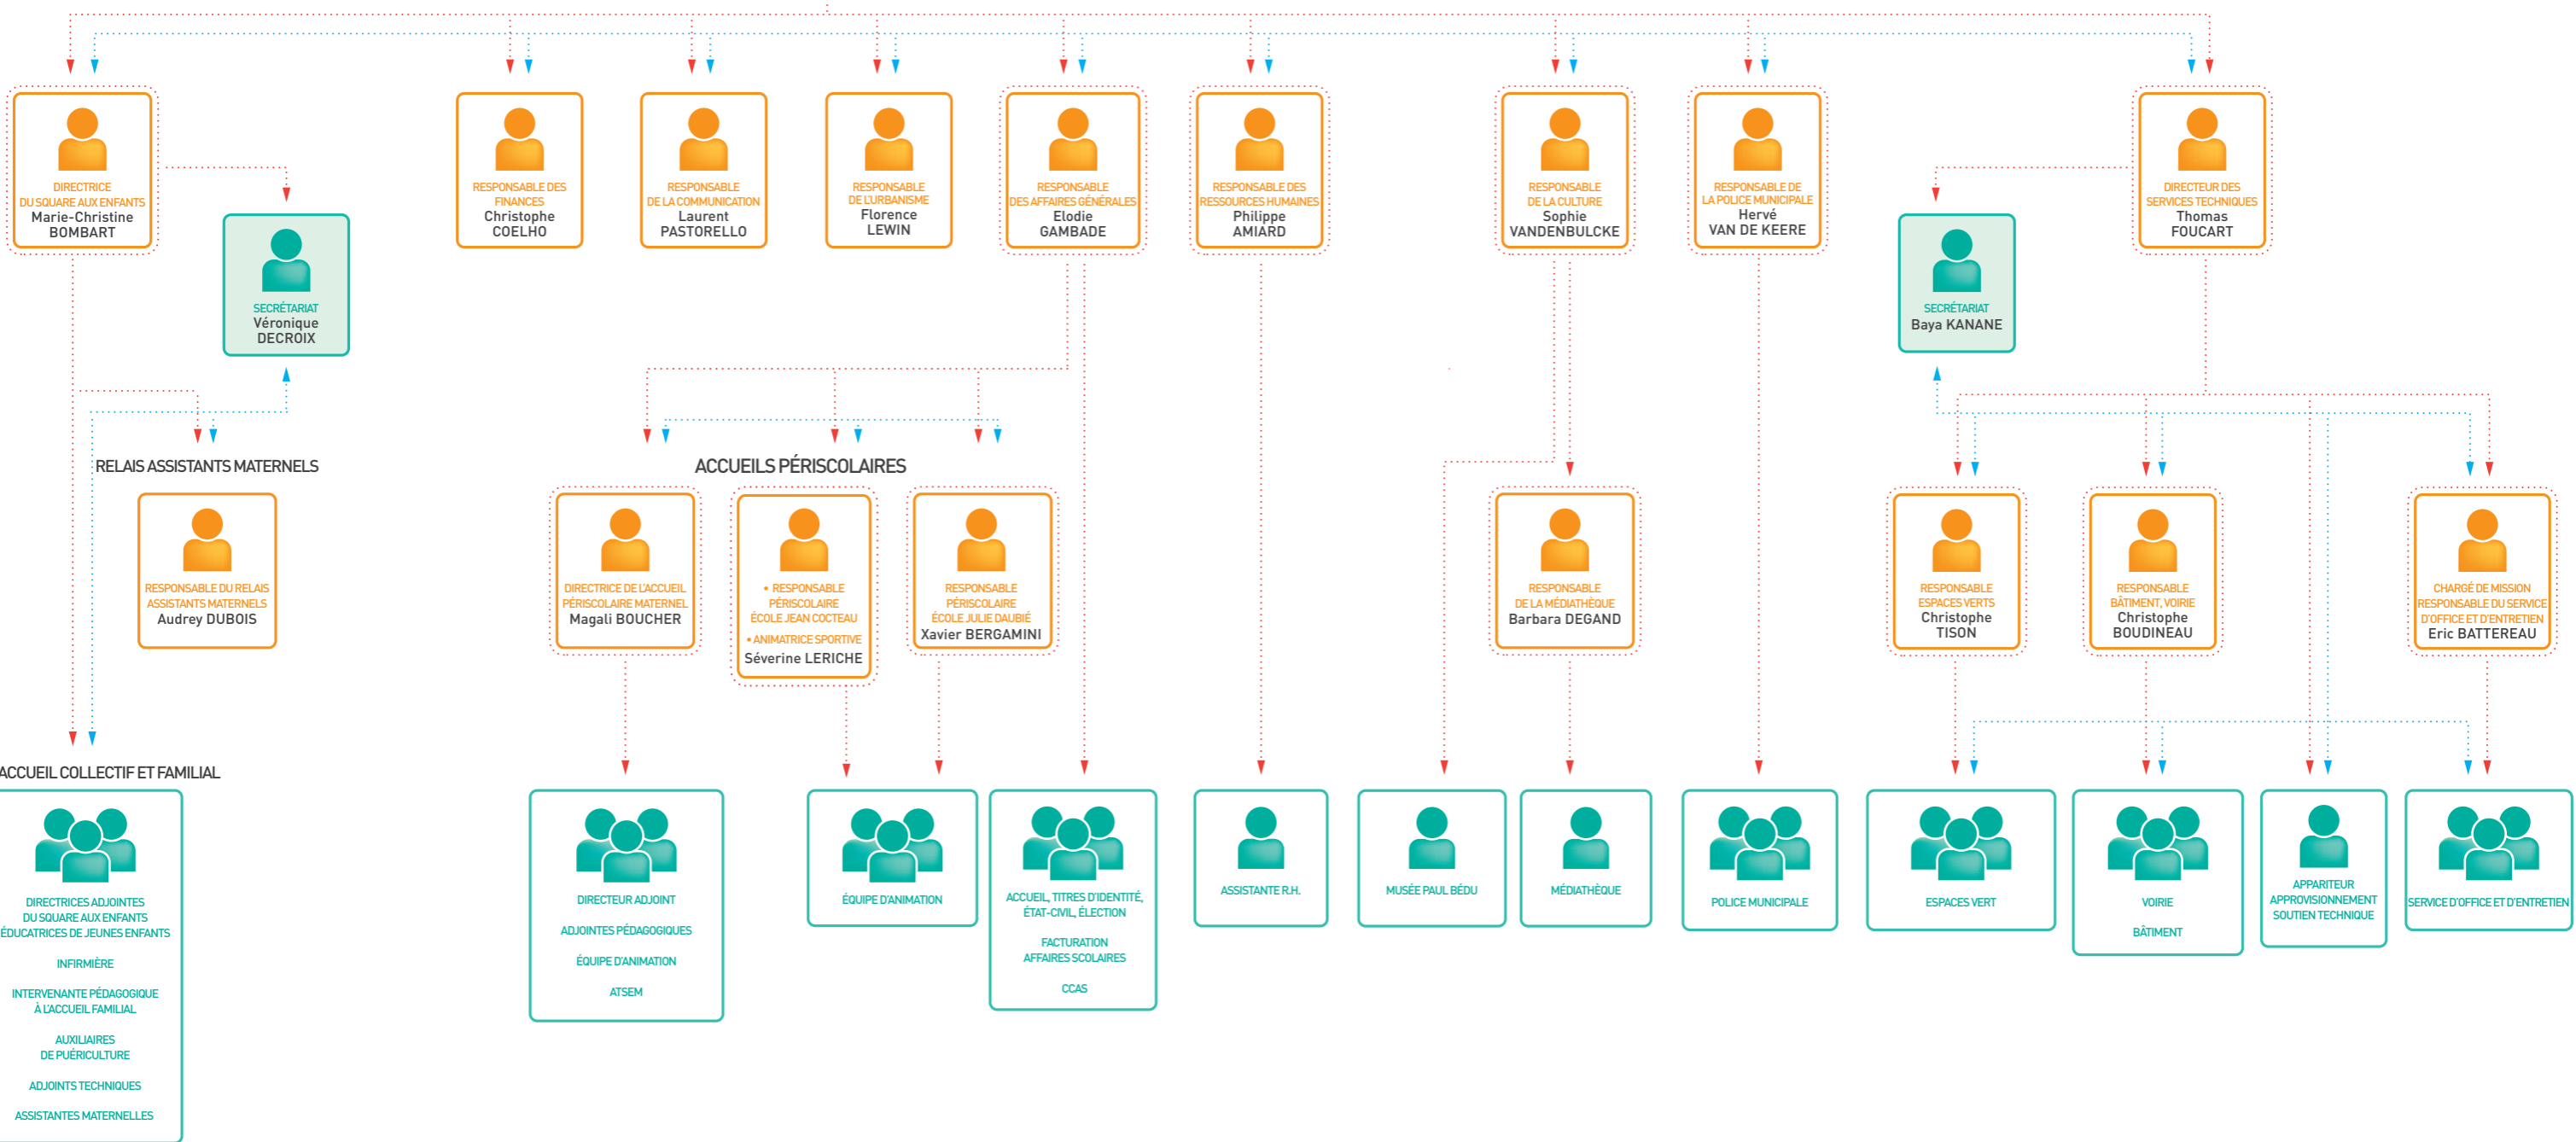 DIRECTRICE
DU SQUARE AUX ENFANTS
Marie-Christine
BOMBART
RESPONSABLE DES
FINANCES
Christophe
COELHO
RESPONSABLE
DE LA COMMUNICATION
Laurent
PASTORELLO
RESPONSABLE
DE L'URBANISME
Florence
LEWIN
RESPONSABLE
DES AFFAIRES GÉNÉRALES
Elodie
GAMBADE
RESPONSABLE DES
RESSOURCES HUMAINES
Philippe
AMIARD
RESPONSABLE
DE LA CULTURE
Sophie
VANDENBULCKE
RESPONSABLE DE
LA POLICE MUNICIPALE
Hervé
VAN DE KEERE
DIRECTEUR DES
SERVICES TECHNIQUES
Thomas
FOUCART
SECRÉTARIAT
Véronique
DECROIX
SECRÉTARIAT
Baya KANANE
RELAIS ASSISTANTS MATERNELS
ACCUEILS PÉRISCOLAIRES
RESPONSABLE DU RELAIS
ASSISTANTS MATERNELS
Audrey DUBOIS
DIRECTRICE DE L'ACCUEIL
PÉRISCOLAIRE MATERNEL
Magali BOUCHER
• RESPONSABLE
PÉRISCOLAIRE
ÉCOLE JEAN COCTEAU
• ANIMATRICE SPORTIVE
Séverine LERICHE
RESPONSABLE
PÉRISCOLAIRE
ÉCOLE JULIE DAUBIÉ
Xavier BERGAMINI
RESPONSABLE
DE LA MÉDIATHÈQUE
Barbara DEGAND
RESPONSABLE
ESPACES VERTS
Christophe
TISON
RESPONSABLE
BÂTIMENT, VOIRIE
Christophe
BOUDINEAU
CHARGÉ DE MISSION
RESPONSABLE DU SERVICE
D'OFFICE ET D'ENTRETIEN
Eric BATTEREAU
ACCUEIL COLLECTIF ET FAMILIAL
DIRECTRICES ADJOINTES
DU SQUARE AUX ENFANTS
ÉDUCATRICES DE JEUNES ENFANTS
INFIRMIÈRE
INTERVENANTE PÉDAGOGIQUE
À L'ACCUEIL FAMILIAL
AUXILIAIRES
DE PUÉRICULTURE
ADJOINTS TECHNIQUES
ASSISTANTES MATERNELLES
DIRECTEUR ADJOINT
ADJOINTES PÉDAGOGIQUES
ÉQUIPE D'ANIMATION
ATSEM
ÉQUIPE D'ANIMATION
ACCUEIL, TITRES D'IDENTITÉ,
ÉTAT-CIVIL, ÉLECTION
FACTURATION
AFFAIRES SCOLAIRES
CCAS
ASSISTANTE R.H.
MUSÉE PAUL BÉDU
MÉDIATHÈQUE
POLICE MUNICIPALE
ESPACES VERT
VOIRIE
BÂTIMENT
APPARITEUR
APPROVISIONNEMENT
SOUTIEN TECHNIQUE
SERVICE D'OFFICE ET D'ENTRETIEN